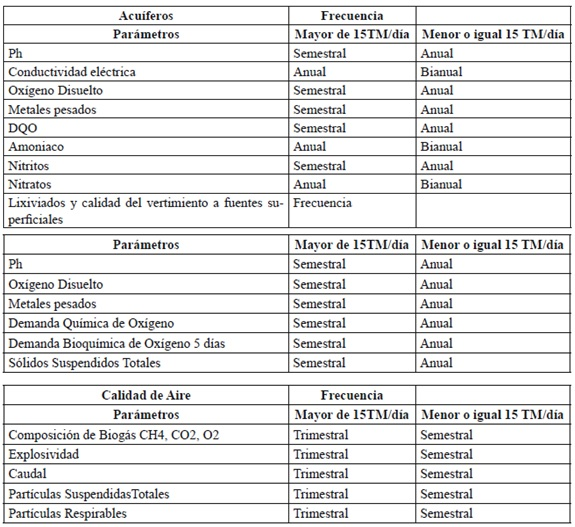 Acuíferos Frecuencia
Parámetros Mayor de 15TM/día Menor o igual 15 TM/día
Ph Semestral Anual
Conductividad eléctrica Anual Bianual
Oxígeno Disuelto Semestral Anual
Metales pesados Semestral Anual
DQO Semestral Anual
Amoniaco Anual Bianual
Nitritos Semestral Anual
Nitratos Anual Bianual
Lixiviados y calidad del vertimiento a fuentes su- Frecuencia
perficiales
Parámetros Mayor de 15TM/día Menor o igual 15 TM/día
Ph Semestral Anual
Oxígeno Disuelto Semestral Anual
Metales pesados Semestral Anual
Demanda Química de Oxígeno Semestral Anual
Demanda Bioquímica de Oxígeno 5 días Semestral Anual
Sólidos Suspendidos Totales Semestral Anual
Calidad de Aire Frecuencia
Parámetros Mayor de 15TM/día Menor o igual 15 TM/día
Composición de Biogás CH4, CO2, O2 Trimestral Semestral
Explosividad Trimestral Semestral
Caudal Trimestral Semestral
Partículas SuspendidasTotales Trimestral Semestral
Partículas Respirables Trimestral Semestral